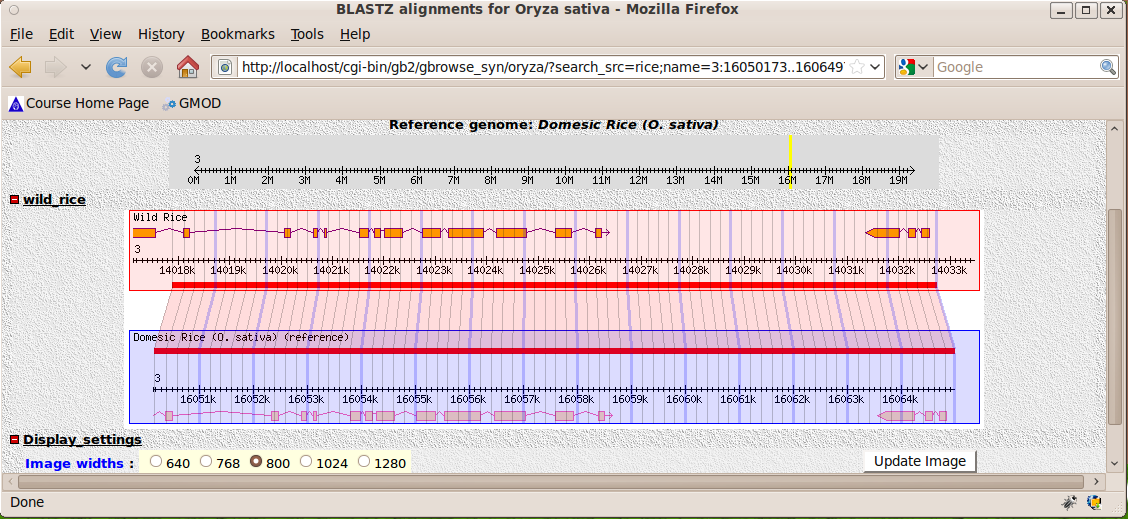 BLASTZ alignments for Oryza sativa - Mozilla Firefox
File Edit View History Bookmarks Tools Help
http://localhost/cgi-bin/gb2/gbrowse_syn/oryza/?search_src=rice;name=3:16050173..160649
Google
Course Home Page GMOD
Reference genome: Domesic Rice (O. sativa)
3
0M 1M 2M 3M 4M 5M 6M 7M 8M 9M 10M 11M 12M 13M 14M 15M 16M 17M 18M 19M
wild_rice
Wild Rice
3
14018k 14019k 14020k 14021k 14022k 14023k 14024k 14025k 14026k 14027k 14028k 14029k 14030k 14031k 14032k 14033k
Domesic Rice (O. sativa) (reference)
3
16051k 16052k 16053k 16054k 16055k 16056k 16057k 16058k 16059k 16060k 16061k 16062k 16063k 16064k
Display_settings
Image widths : 640 768 800 1024 1280 Update Image
Done